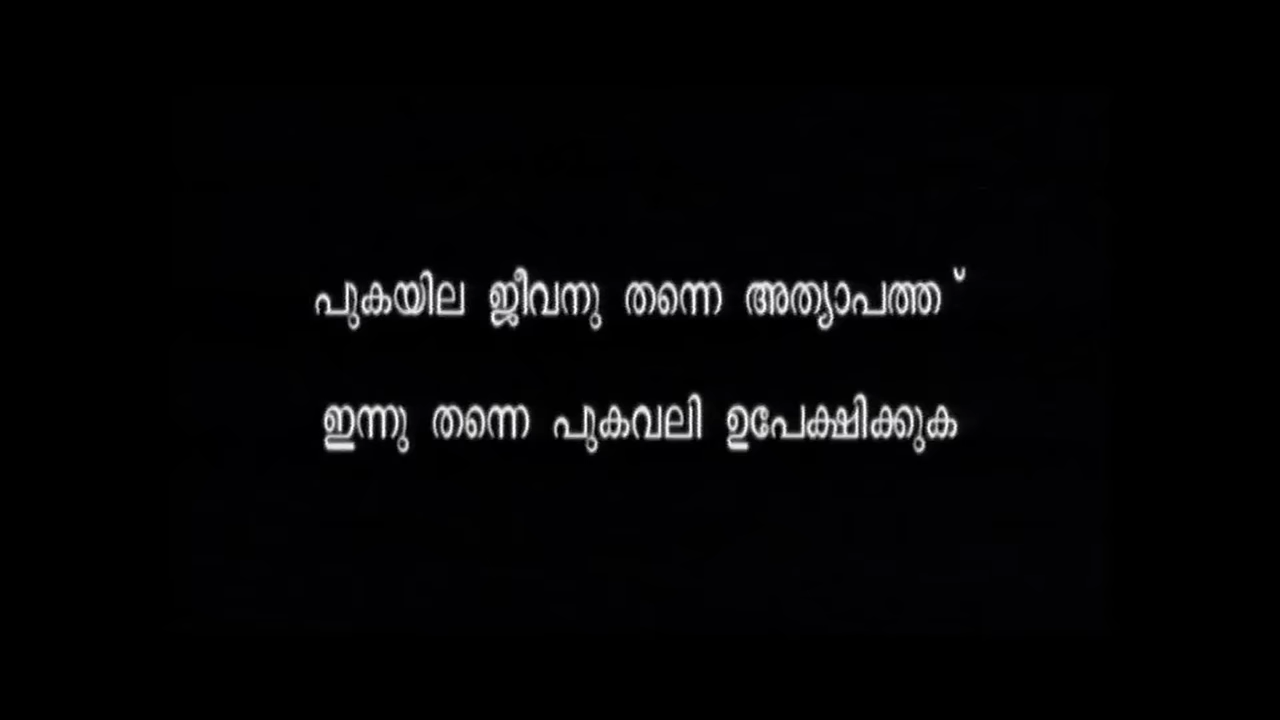 പുകയില ജീവനു തന്നെ അത്യാപത്ത്
ഇന്നു തന്നെ പുകവലി ഉപേക്ഷിക്കുക